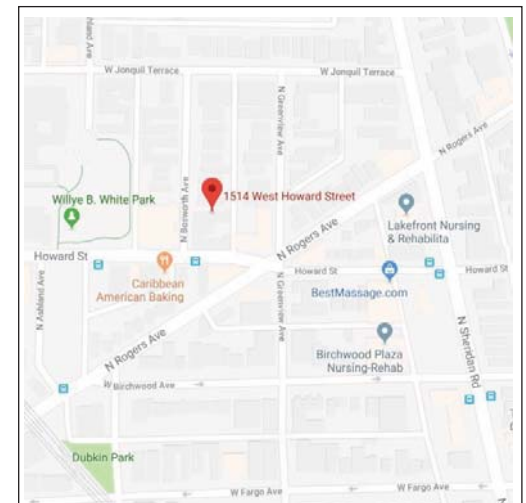 Ashland Ave
W Jonquil Terrace
W Jonquil Terrace
N Greenview Ave
N Rogers Ave
N Bosworth Ave
Willye B. White Park
1514 West Howard Street
Lakefront Nursing
& Rehabilita
N Rogers Ave
Howard St
Howard St
Howard St
Caribbean
American Baking
BestMassage.com
N Ashland Ave
N Greenview Ave
N Sheridan Rd
N Rogers Ave
Birchwood Plaza
Nursing-Rehab
W Birchwood Ave
Dubkin Park
W Fargo Ave
W Fargo Ave